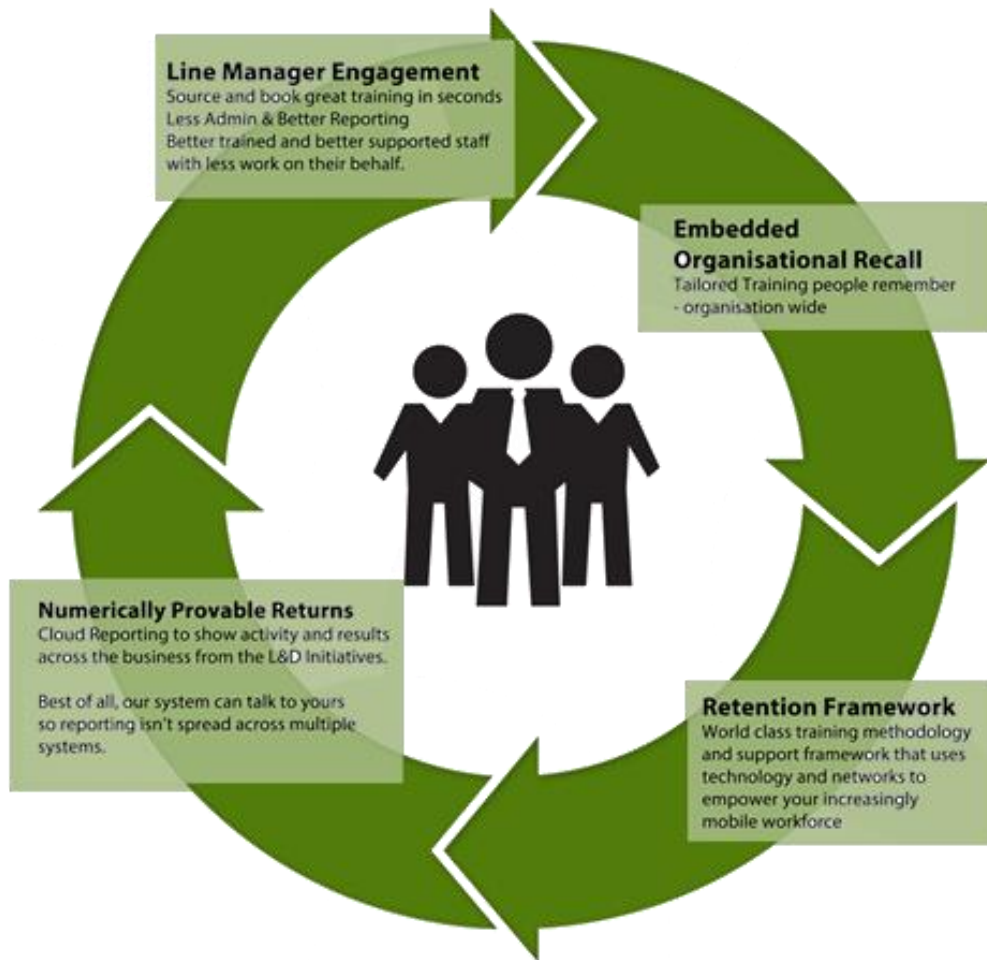 Line Manager Engagement
Source and book great training in seconds
Less Admin & Better Reporting
Better trained and better supported staff
with less work on their behalf.
Embedded
Organisational Recall
Tailored Training people remember
- organisation wide
Numerically Provable Returns
Cloud Reporting to show activity and results
across the business from the L&D Initiatives.
Best of all, our system can talk to yours
so reporting isn't spread across multiple
systems.
Retention Framework
World class training methodology
and support framework that uses
technology and networks to
empower your increasingly
mobile workforce